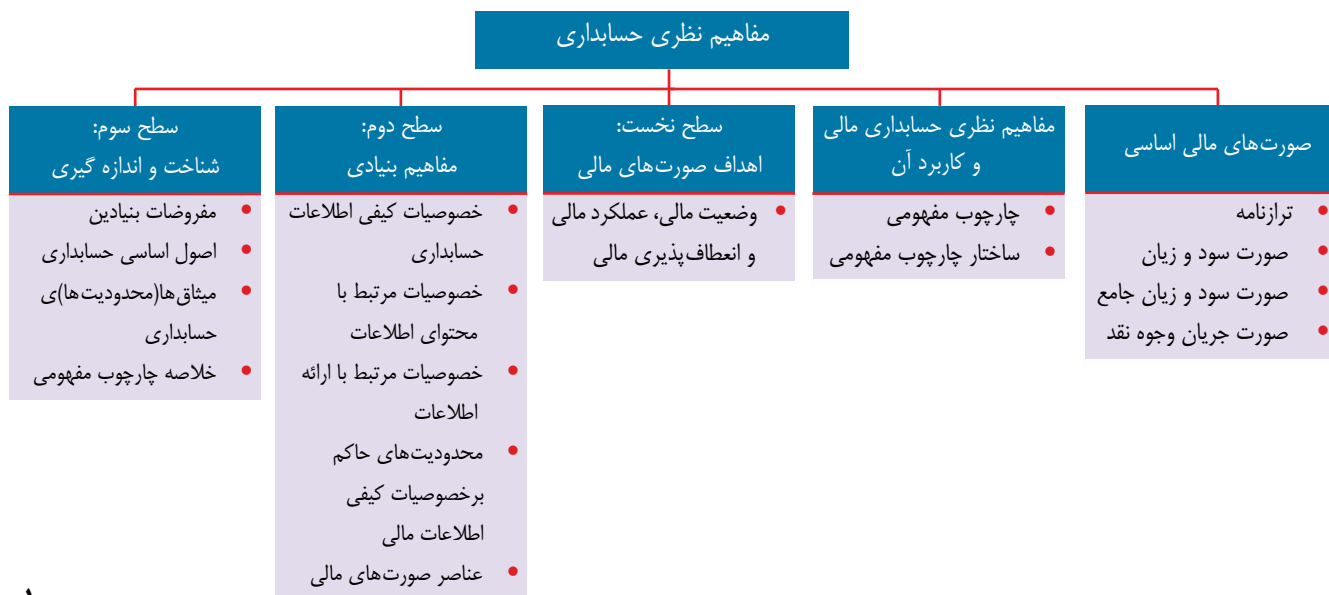 مفاهیم نظری حسابداری
صورت‌های مالی اساسی
ترازنامه
صورت سود و زیان
صورت سود و زیان جامع
صورت جریان وجوه نقد
مفاهیم نظری حسابداری مالی
و کاربرد آن
چارچوب مفهومی
ساختار چارچوب مفهومی
سطح نخست:
اهداف صورت‌های مالی
وضعیت مالی، عملکرد مالی
و انعطاف‌پذیری مالی
سطح دوم:
مفاهیم بنیادی
خصوصیات کیفی اطلاعات
حسابداری
خصوصیات مرتبط با
محتوای اطلاعات
خصوصیات مرتبط با ارائه
اطلاعات
محدودیت‌های حاکم
برخصوصیات کیفی
اطلاعات مالی
عناصر صورت‌های مالی
سطح سوم:
شناخت و اندازه گیری
مفروضات بنیادین
اصول اساسی حسابداری
میثاق‌ها(محدودیت‌ها)ی
حسابداری
خلاصه چارچوب مفهومی